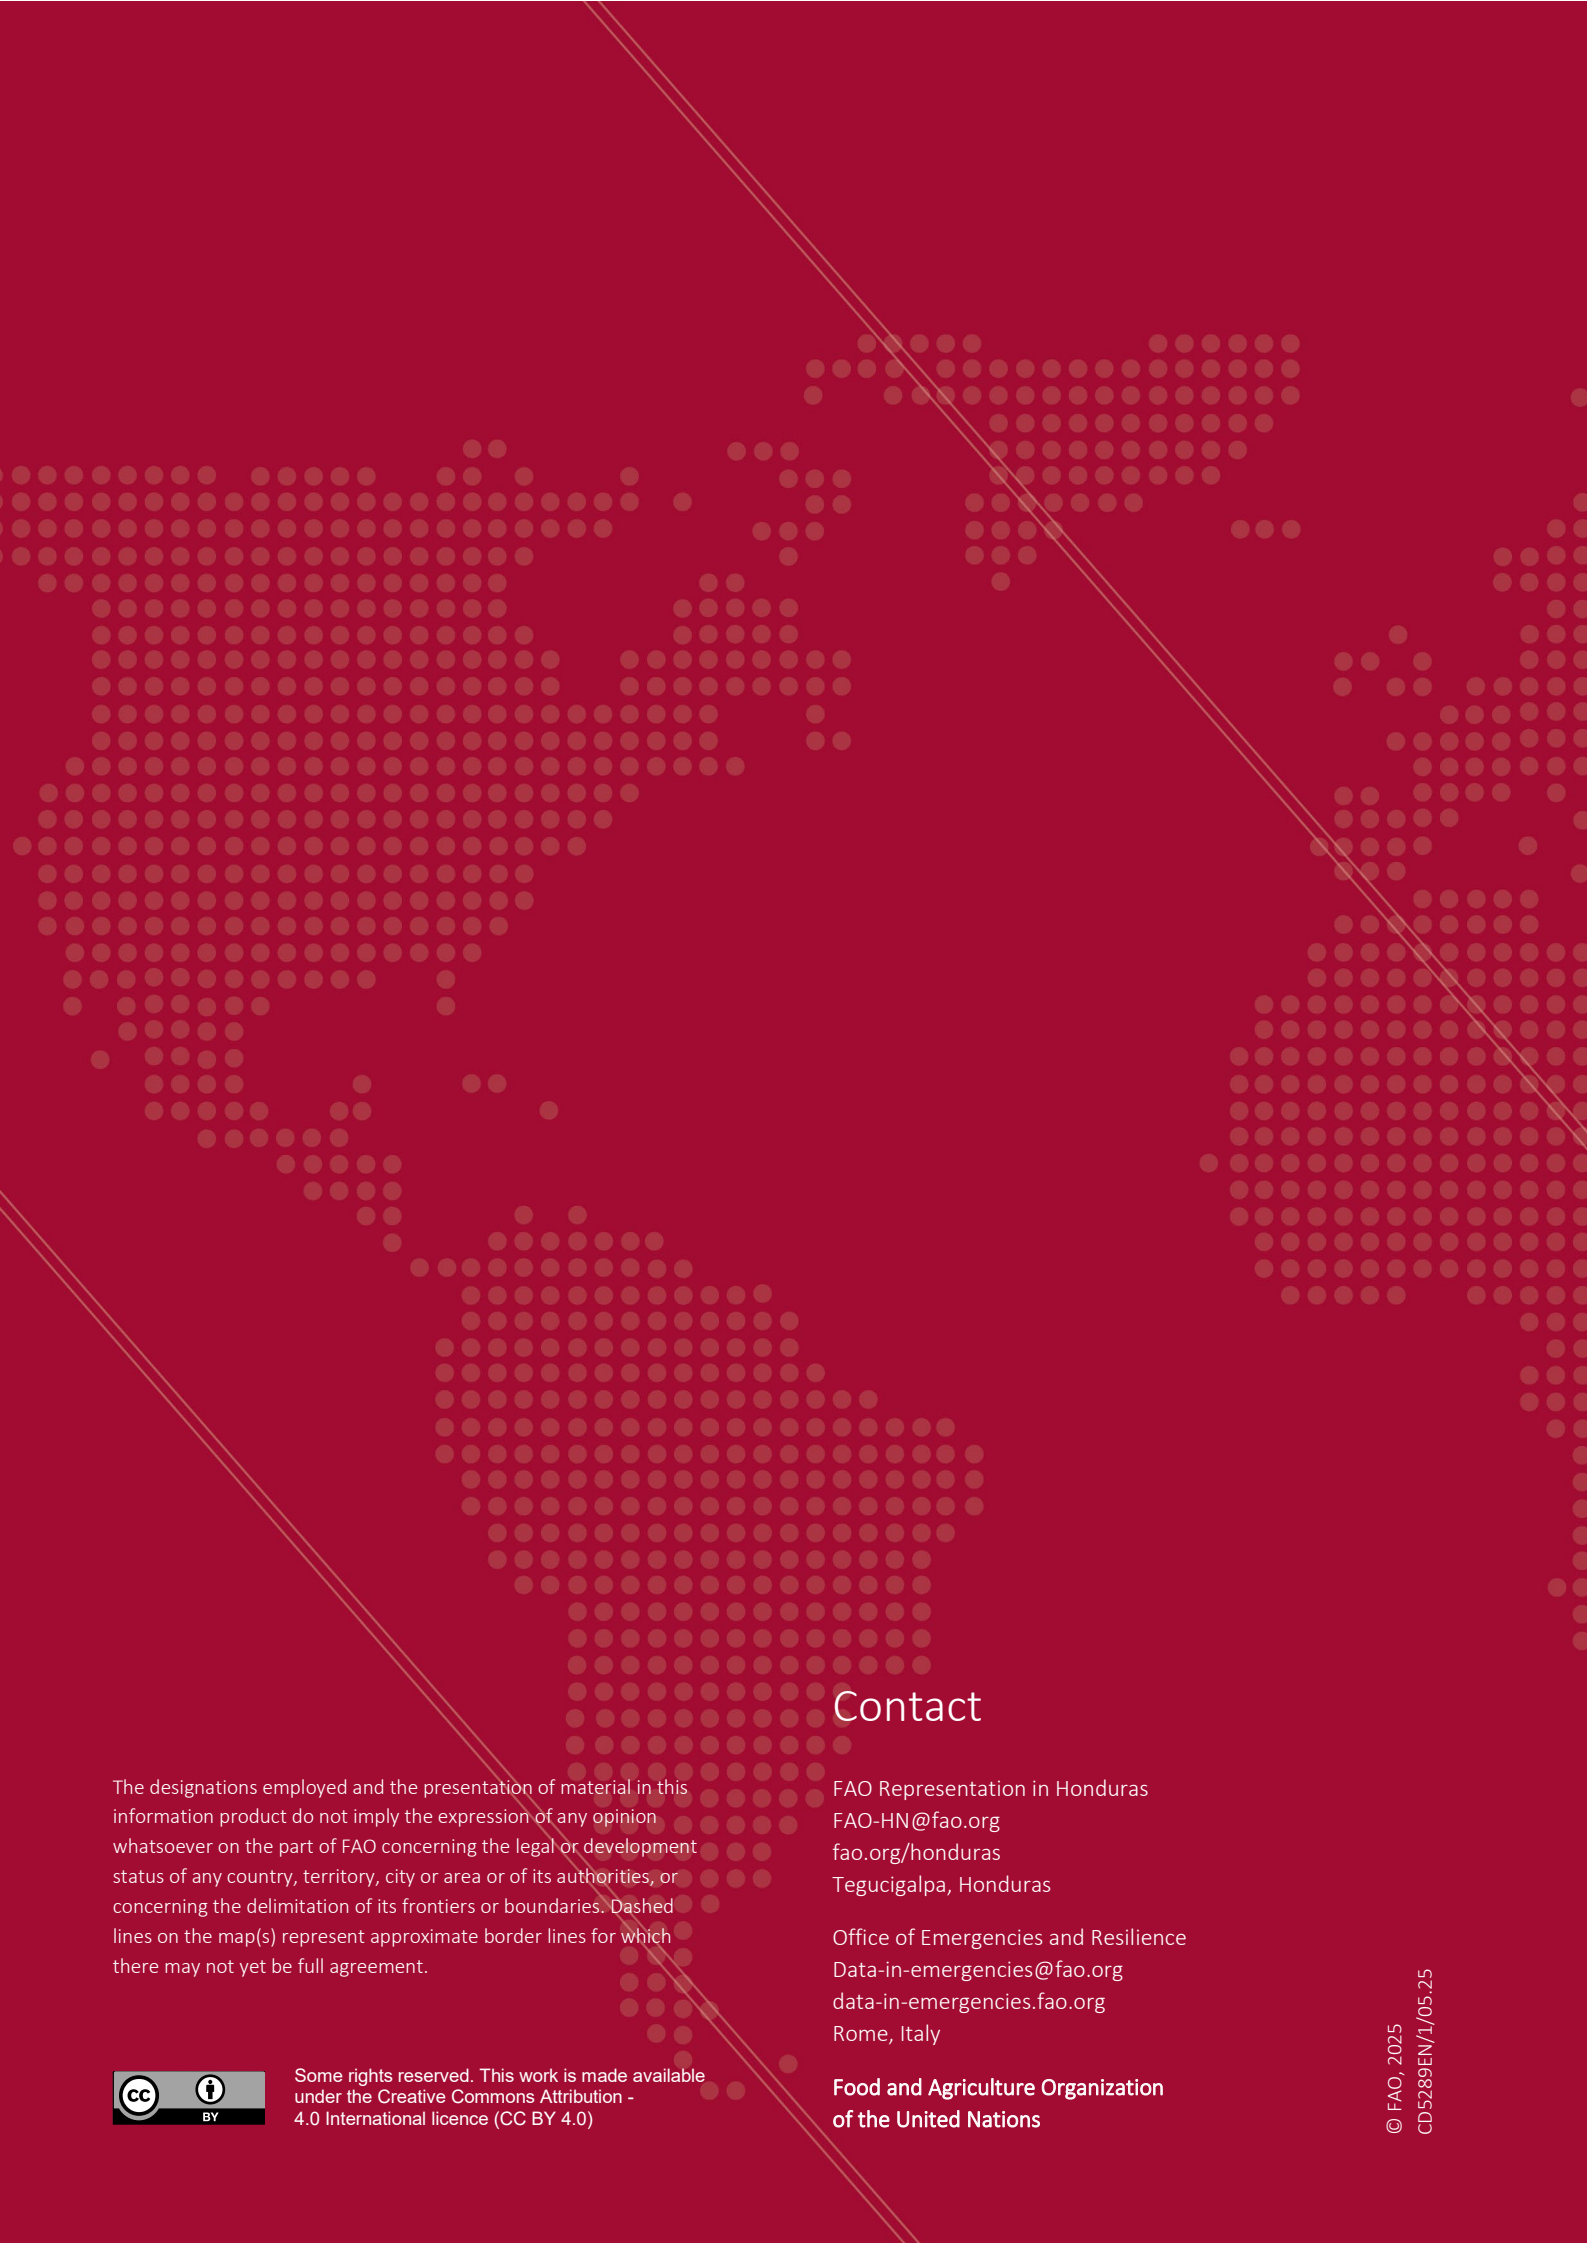 The designations employed and the presentation of material in this
information product do not imply the expression of any opinion
whatsoever on the part of FAO concerning the legal or development
status of any country, territory, city or area or of its authorities, or
concerning the delimitation of its frontiers or boundaries. Dashed
lines on the map(s) represent approximate border lines for which
there may not yet be full agreement.
cc
BY
Some rights reserved. This work is made available
under the Creative Commons Attribution -
4.0 International licence (CC BY 4.0)
Contact
FAO Representation in Honduras
FAO-HN@fao.org
fao.org/honduras
Tegucigalpa, Honduras
Office of Emergencies and Resilience
Data-in-emergencies@fao.org
data-in-emergencies.fao.org
Rome, Italy
Food and Agriculture Organization
of the United Nations
© FAO, 2025
CD5289EN/1/05.25